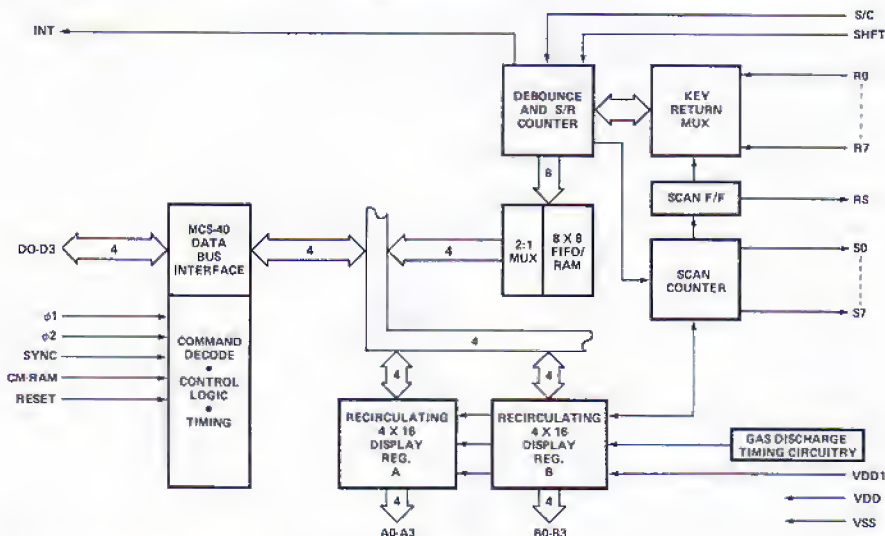 S/C
INT
SHFT
DEBOUNCE
AND S/R
COUNTER
KEY
RETURN
MUX
R0
R7
8
SCAN F/F
RS
MCS-40
DATA
BUS
INTERFACE
D0-D3
4
4
4
2:1
MUX
8 X 8
FIFO/
RAM
SCAN
COUNTER
S0
S7
φ1
φ2
SYNC
CM-RAM
RESET
COMMAND
DECODE
•
CONTROL
LOGIC
•
TIMING
4
4
4
RECIRCULATING
4 X 16
DISPLAY
REG.
A
RECIRCULATING
4 X 16
DISPLAY
REG.
B
GAS DISCHARGE
TIMING CIRCUITRY
VDD1
VDD
VSS
4
4
A0-A3
B0-B3